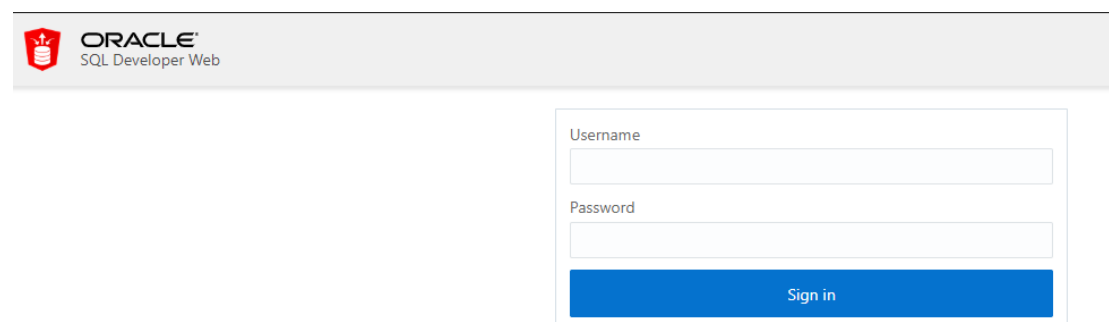 ORACLE®
SQL Developer Web
Username
Password
Sign in